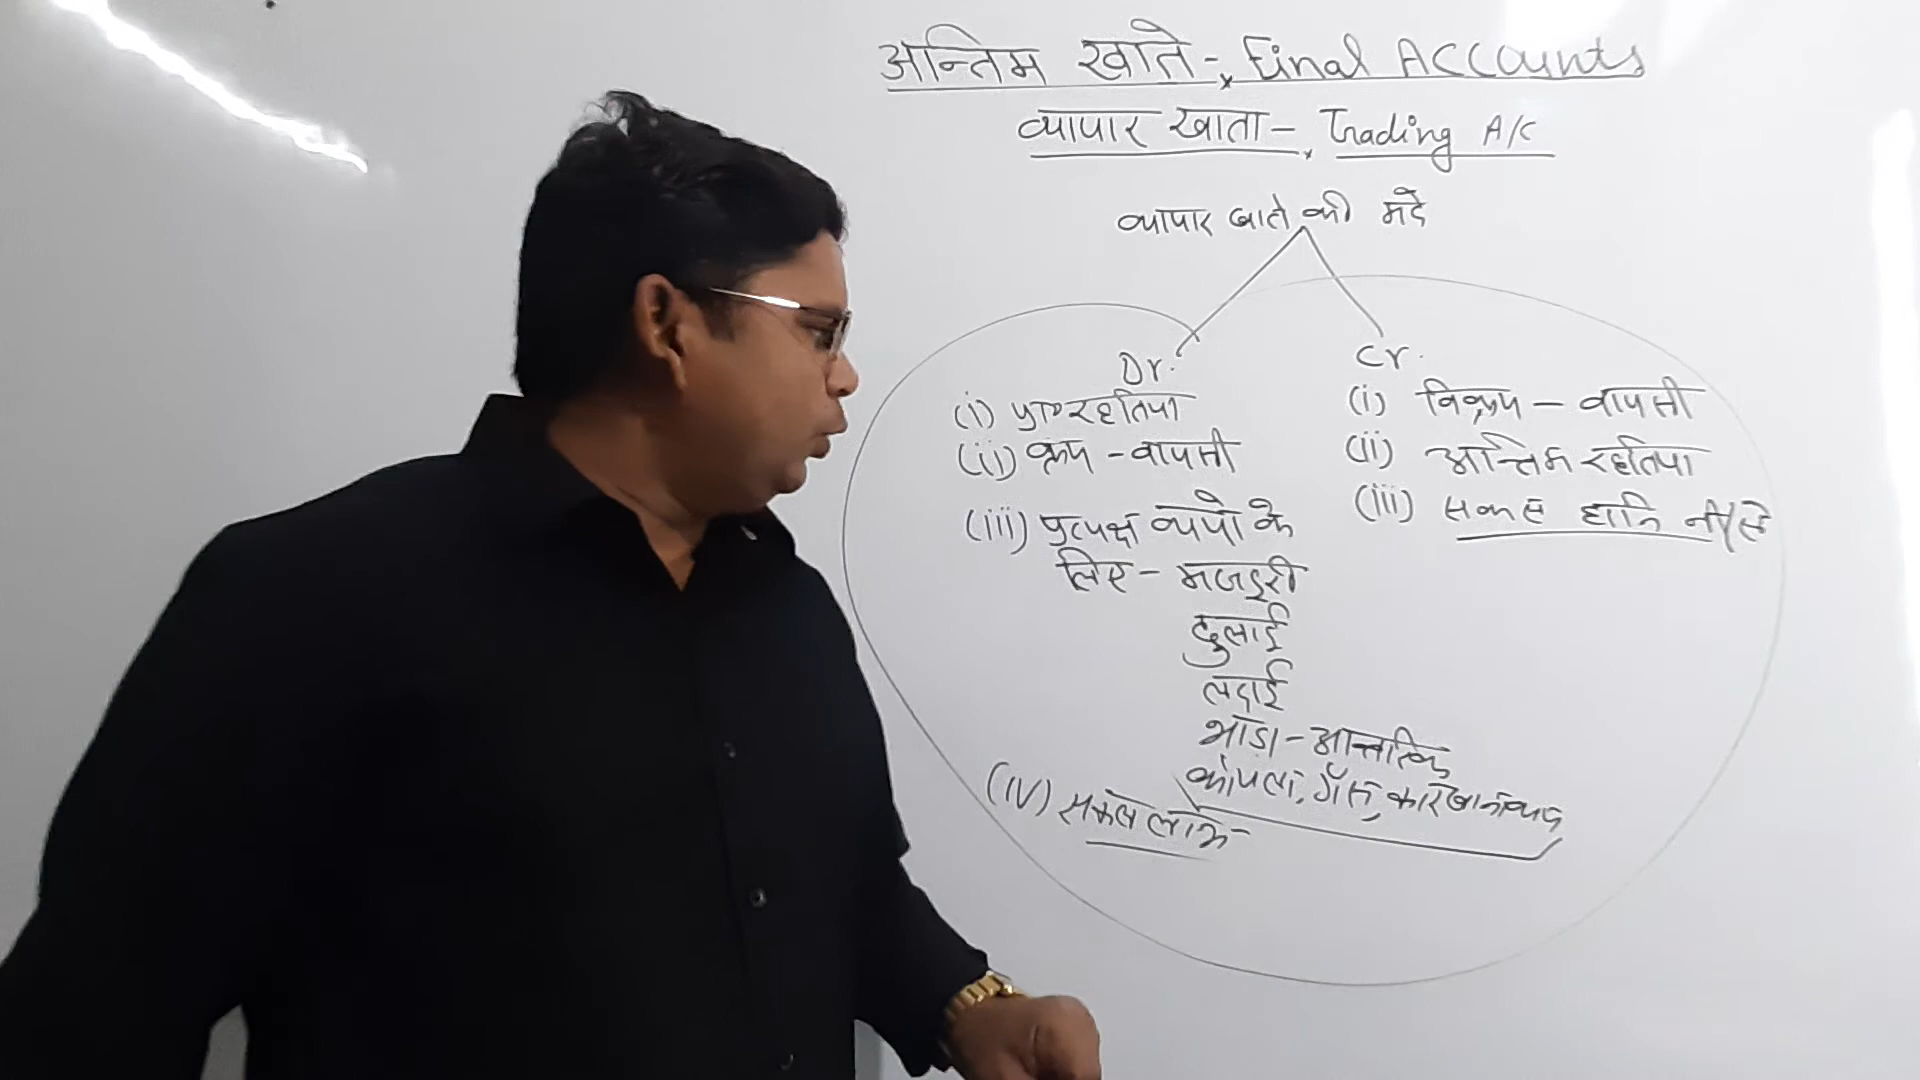 अन्तिम खाते - Final Accounts
व्यापार खाता - Trading A/c
व्यापार खाते की मदे
Dr.
(i) प्रा० रहतिया
(ii) क्रय - वापसी
(iii) प्रत्यक्ष व्ययो के
लिए - मजदूरी
ढुलाई
लदाई
भाडा - आन्तरिक
कोयला, गैस, कारखाना व्यय
(iv) सकल लाभ -
Cr.
(i) विक्रय - वापसी
(ii) अन्तिम रहतिया
(iii) सकल हानि